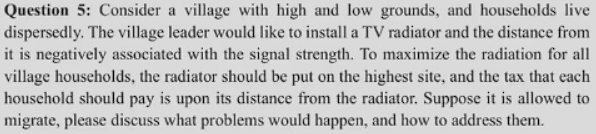 Question 5: Consider a village with high and low grounds, and households live
dispersedly. The village leader would like to install a TV radiator and the distance from
it is negatively associated with the signal strength. To maximize the radiation for all
village households, the radiator should be put on the highest site, and the tax that each
household should pay is upon its distance from the radiator. Suppose it is allowed to
migrate, please discuss what problems would happen, and how to address them.